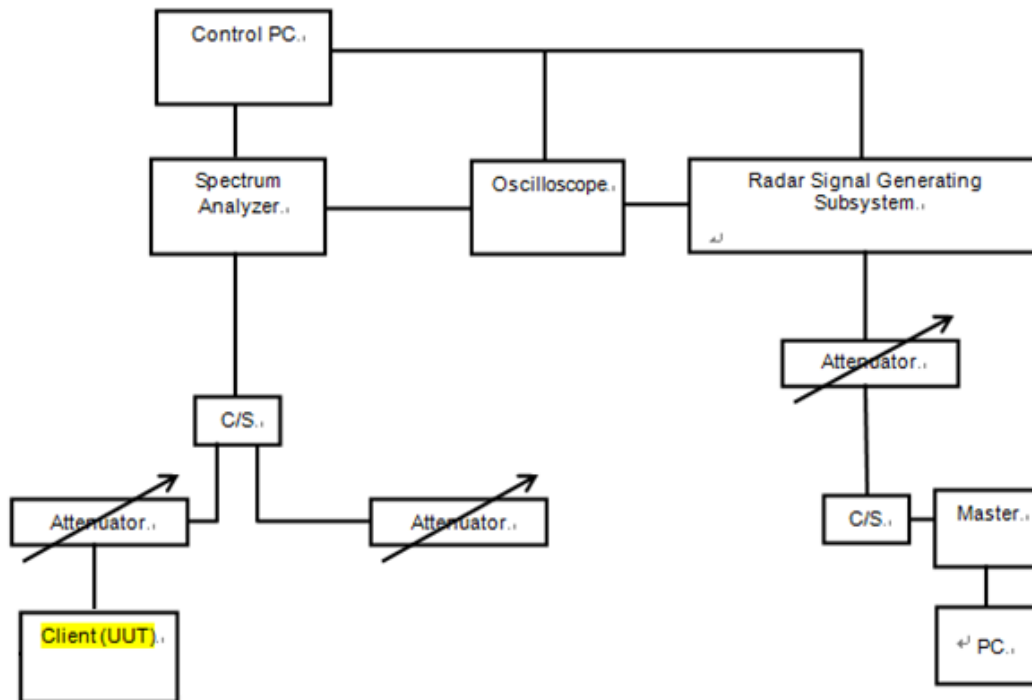 Control PC.
Spectrum
Analyzer.
Oscilloscope.
Radar Signal Generating
Subsystem.
Attenuator.
C/S.
Attenuator.
Attenuator.
C/S.
Master.
Client (UUT).
PC.